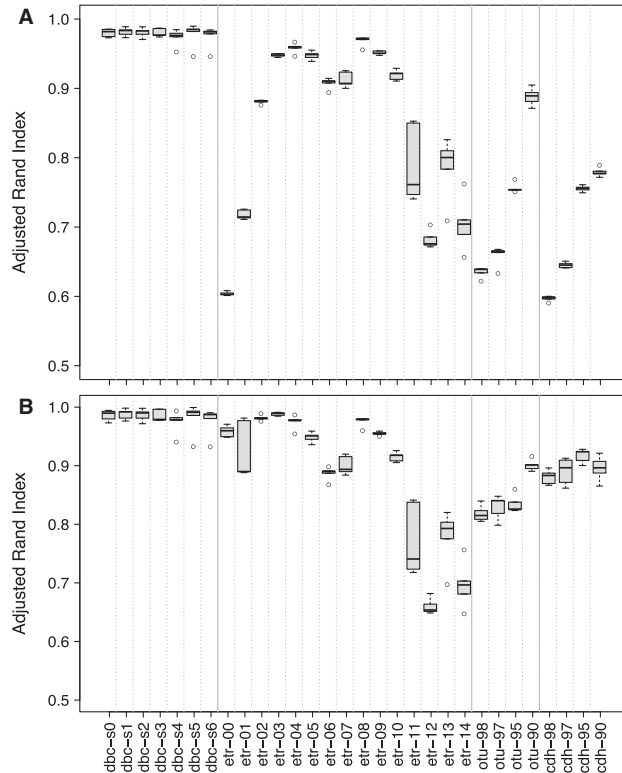 A
Adjusted Rand Index
1.0
0.9
0.8
0.7
0.6
0.5
B
Adjusted Rand Index
1.0
0.9
0.8
0.7
0.6
0.5
dbc−s0
dbc−s1
dbc−s2
dbc−s3
dbc−s4
dbc−s5
dbc−s6
etr−00
etr−01
etr−02
etr−03
etr−04
etr−05
etr−06
etr−07
etr−08
etr−09
etr−10
etr−11
etr−12
etr−13
etr−14
otu−98
otu−97
otu−95
otu−90
cdh−98
cdh−97
cdh−95
cdh−90